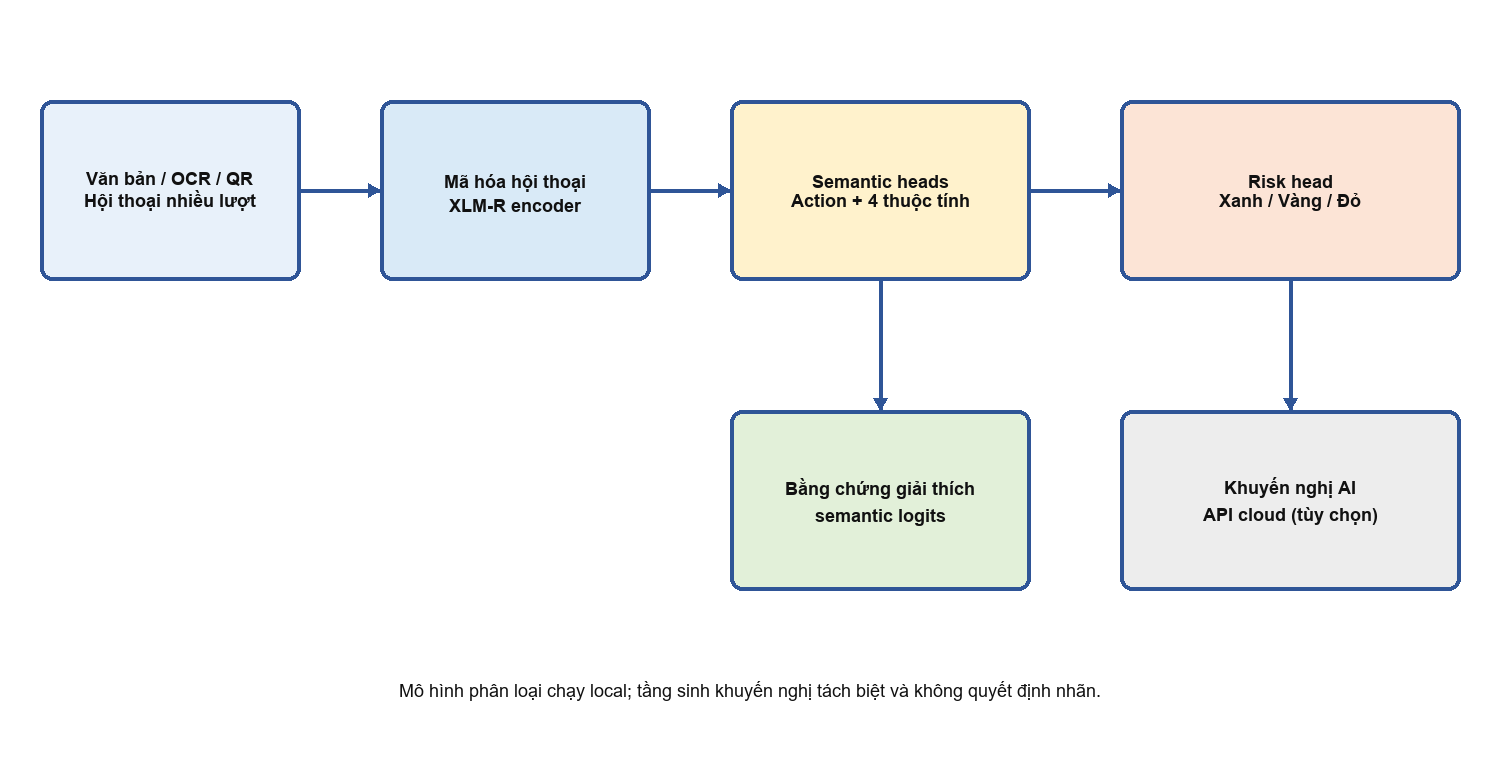 Văn bản / OCR / QR
Hội thoại nhiều lượt
Mã hóa hội thoại
XLM-R encoder
Semantic heads
Action + 4 thuộc tính
Risk head
Xanh / Vàng / Đỏ
Bằng chứng giải thích
semantic logits
Khuyến nghị AI
API cloud (tùy chọn)
Mô hình phân loại chạy local; tầng sinh khuyến nghị tách biệt và không quyết định nhãn.